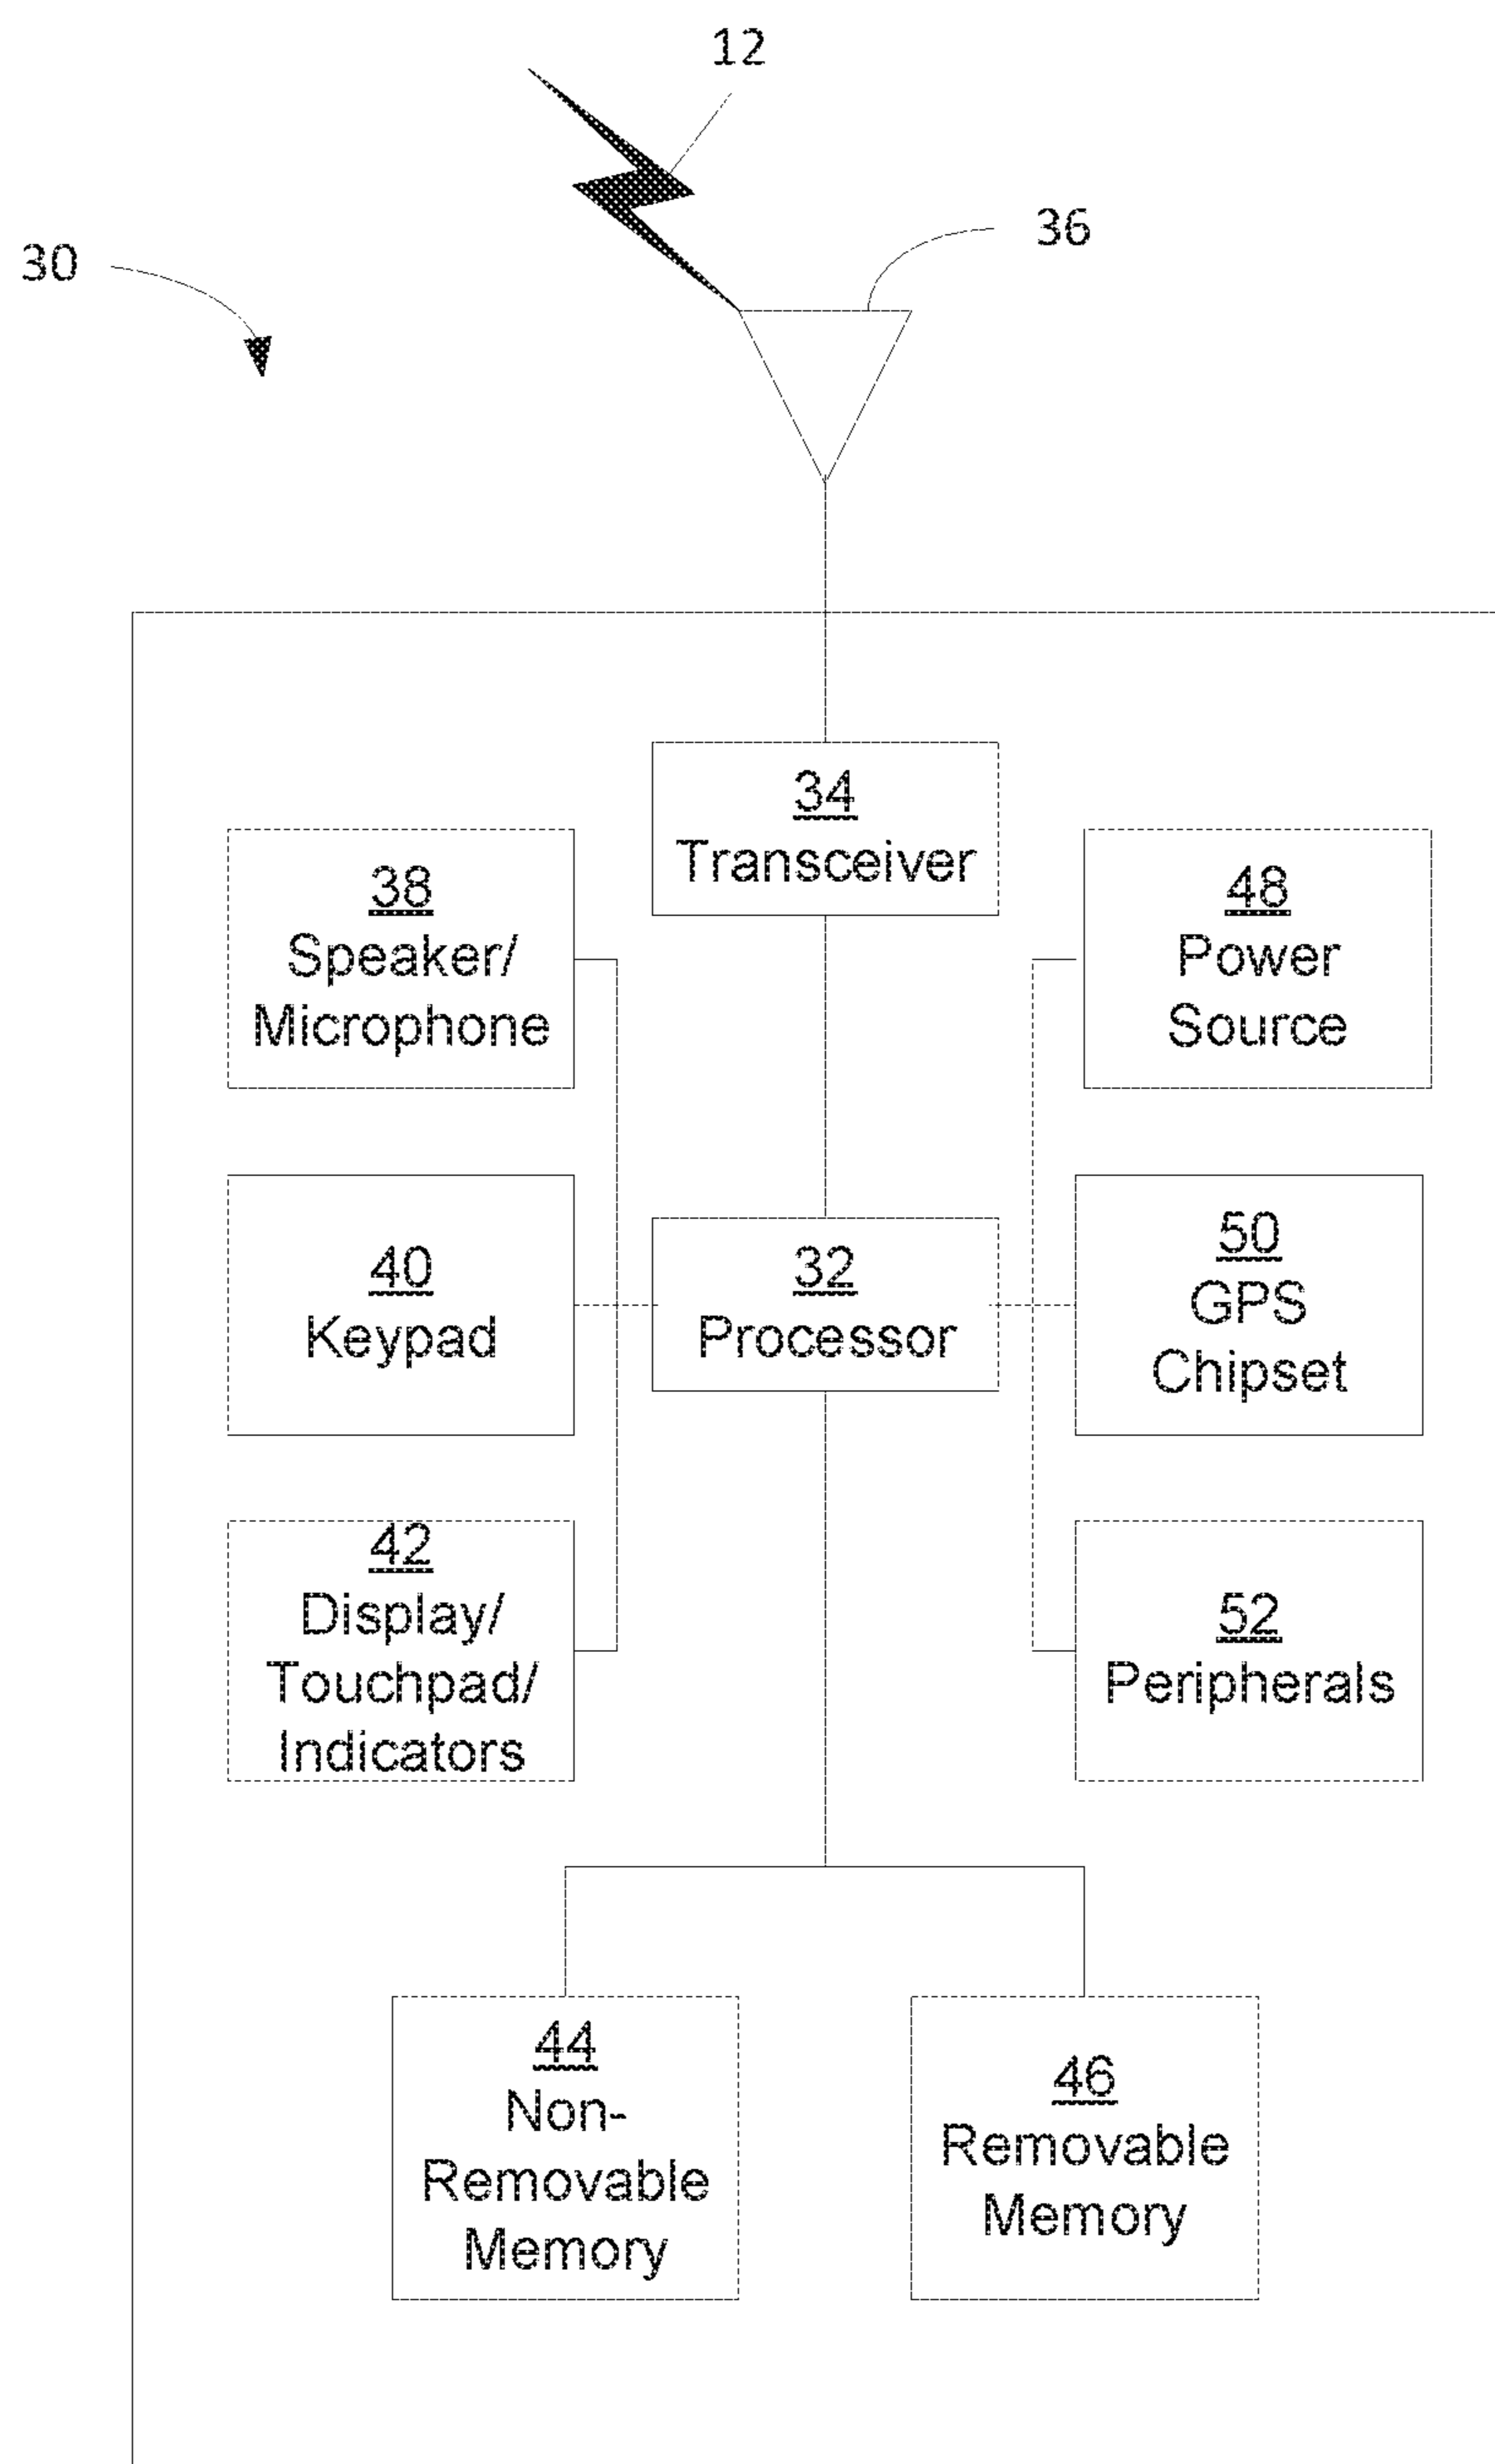 12
36
30
34
Transceiver
38
Speaker/
Microphone
48
Power
Source
40
Keypad
32
Processor
50
GPS
Chipset
42
Display/
Touchpad/
Indicators
52
Peripherals
44
Non-
Removable
Memory
46
Removable
Memory